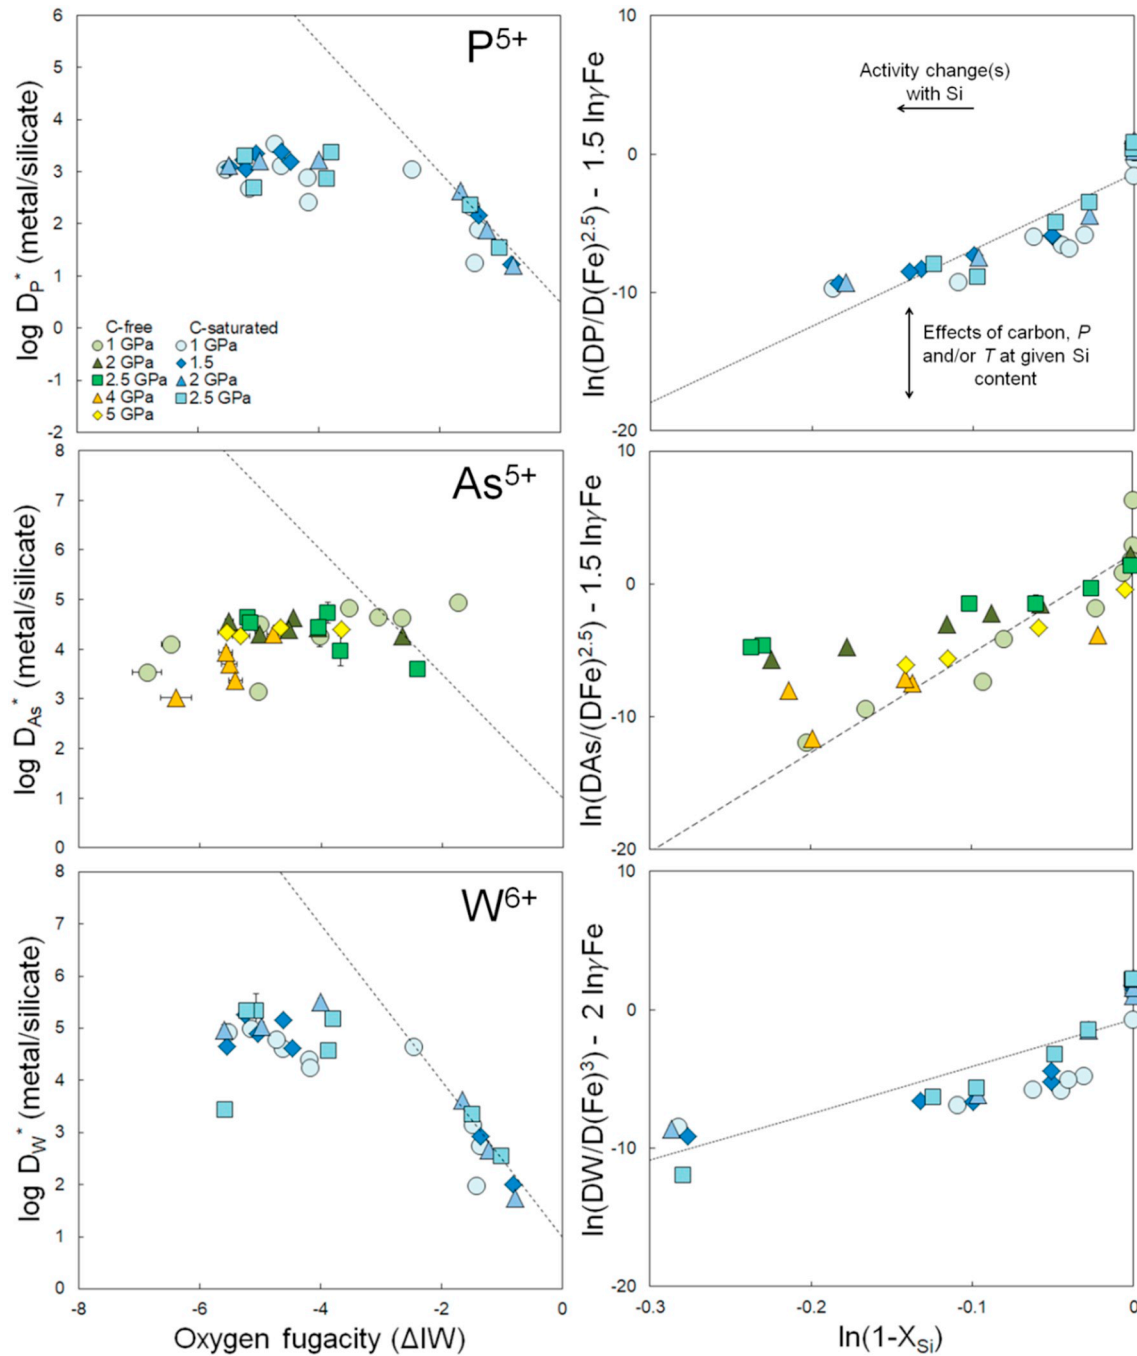 P5+
log DP* (metal/silicate)
6
5
4
3
2
1
0
-1
-2
C-free C-saturated
1 GPa 1 GPa
2 GPa 1.5
2.5 GPa 2 GPa
4 GPa 2.5 GPa
5 GPa
ln(DP/D(Fe)2.5) - 1.5 lnγFe
10
0
-10
-20
Activity change(s)
with Si
Effects of carbon, P
and/or T at given Si
content
As5+
log DAs* (metal/silicate)
8
7
6
5
4
3
2
1
0
ln(DAs/(DFe)2.5) - 1.5 lnγFe
10
0
-10
-20
W6+
log DW* (metal/silicate)
8
7
6
5
4
3
2
1
0
-8 -6 -4 -2 0
Oxygen fugacity (ΔIW)
ln(DW/D(Fe)3) - 2 lnγFe
10
0
-10
-20
-0.3 -0.2 -0.1 0
ln(1-XSi)